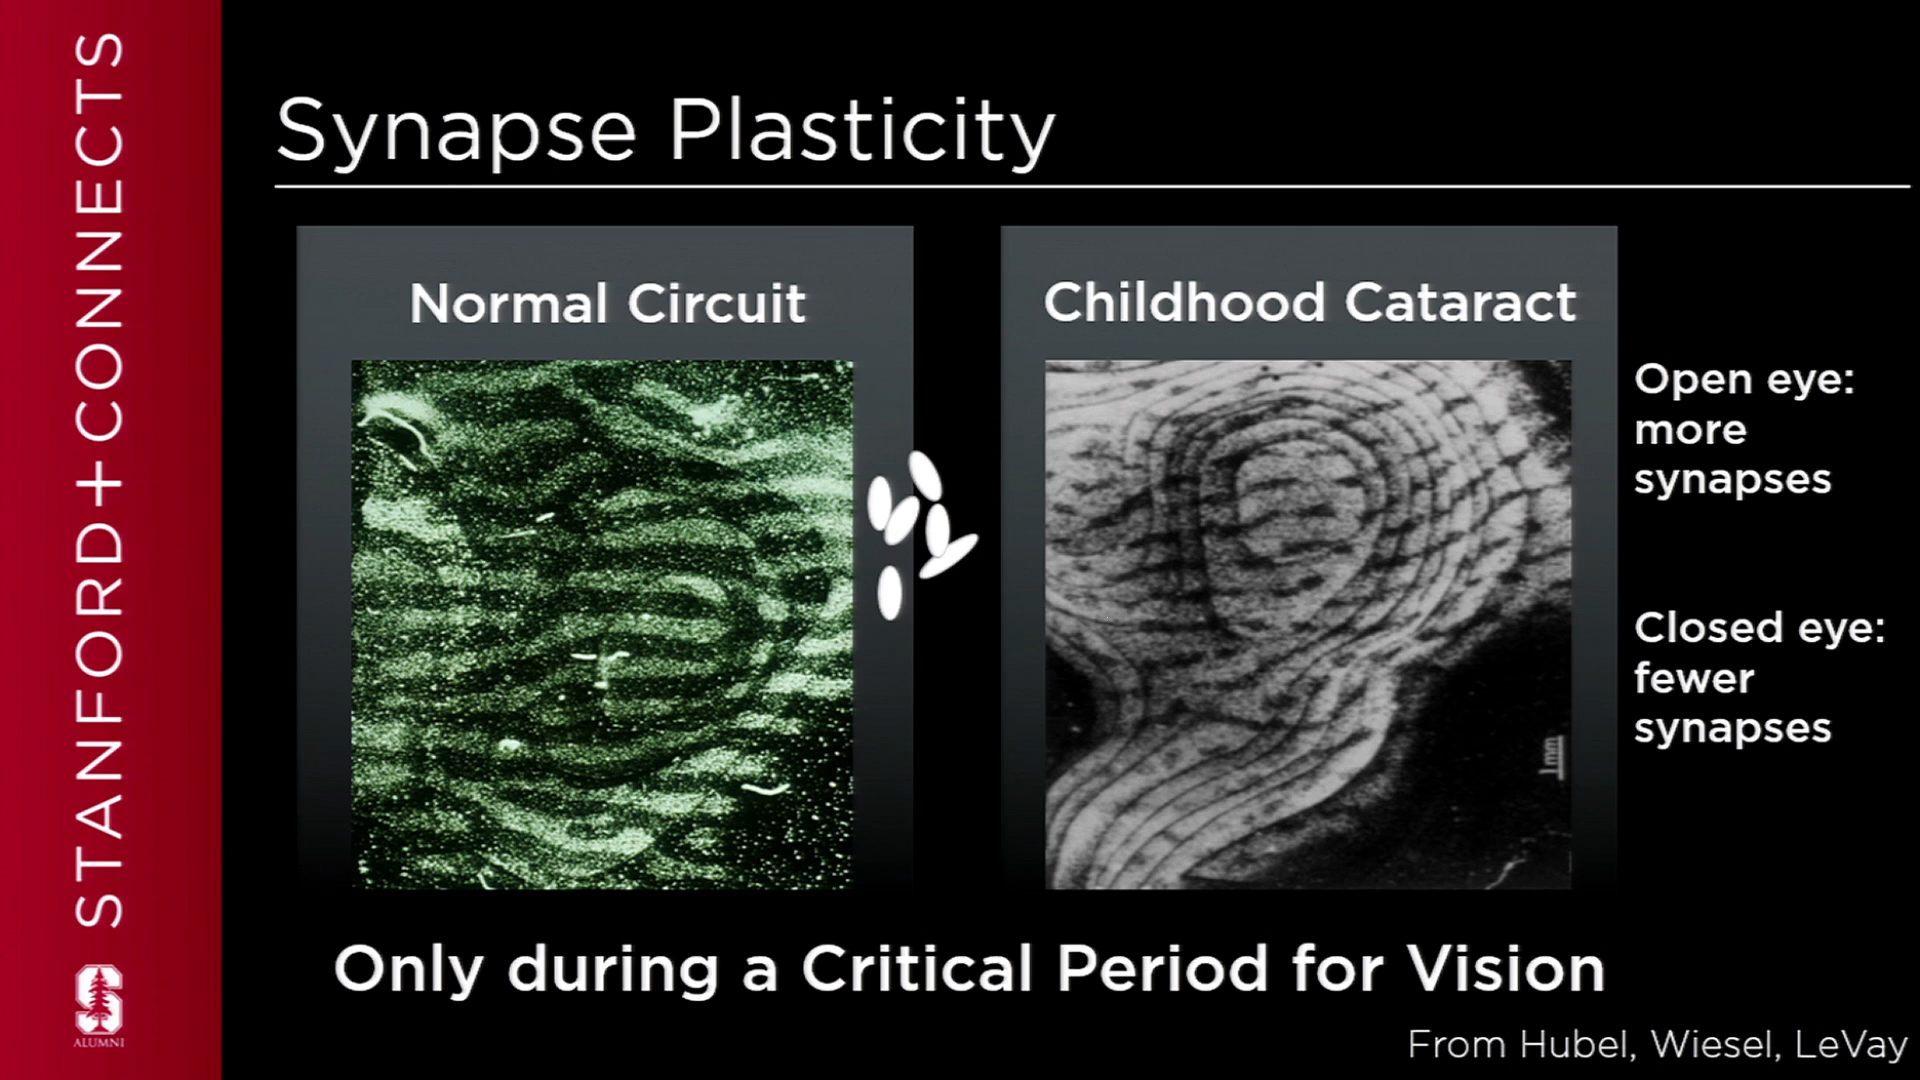 STANFORD+CONNECTS
S
ALUMNI
Synapse Plasticity
Normal Circuit
Childhood Cataract
Open eye:
more
synapses
Closed eye:
fewer
synapses
1mm
Only during a Critical Period for Vision
From Hubel, Wiesel, LeVay